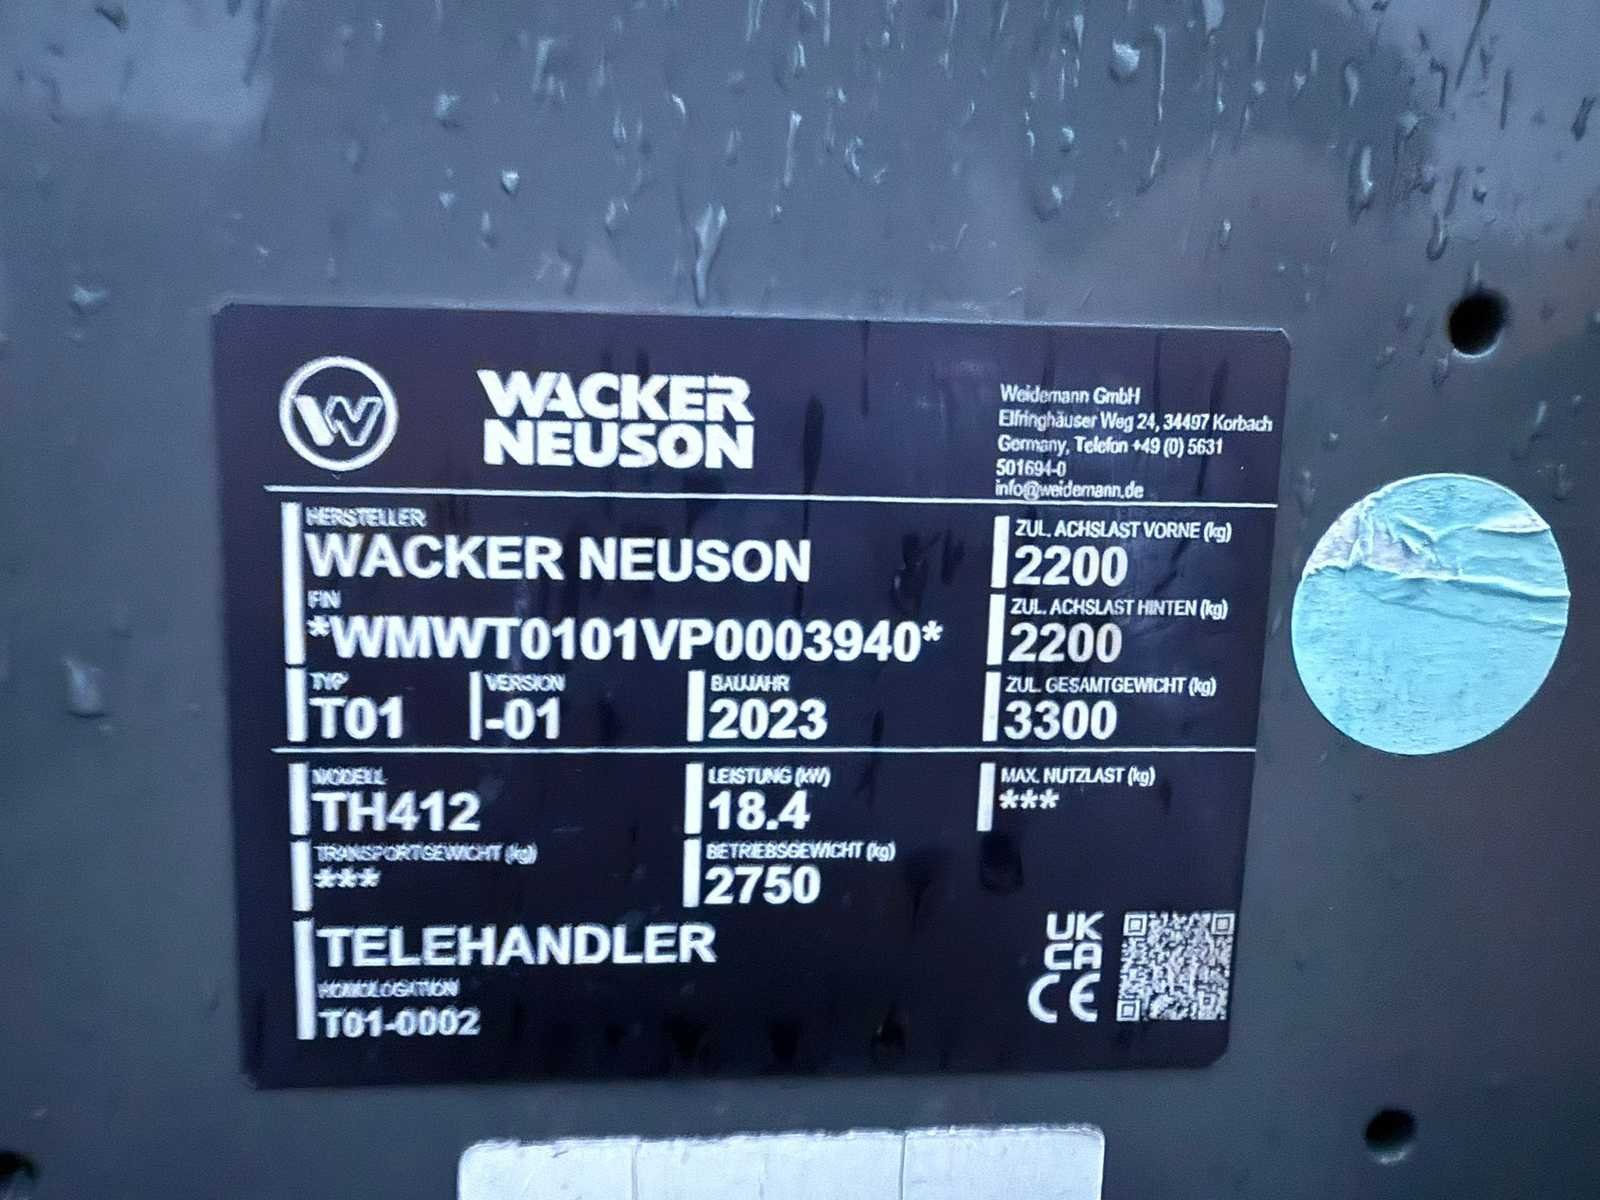 WACKER
NEUSON
Weidemann GmbH
Elfringhäuser Weg 24, 34497 Korbach
Germany, Telefon +49 (0) 5631
501694-0
info@weidemann.de
HERSTELLER
WACKER NEUSON
FIN
*WMWT0101VP0003940*
TYP
T01
VERSION
-01
BAUJAHR
2023
ZUL. ACHSLAST VORNE (kg)
2200
ZUL. ACHSLAST HINTEN (kg)
2200
ZUL. GESAMTGEWICHT (kg)
3300
MODELL
TH412
LEISTUNG (kW)
18.4
MAX. NUTZLAST (kg)
***
TRANSPORTGEWICHT (kg)
***
BETRIEBSGEWICHT (kg)
2750
TELEHANDLER
HOMOLOGATION
T01-0002
UK
CA
CE